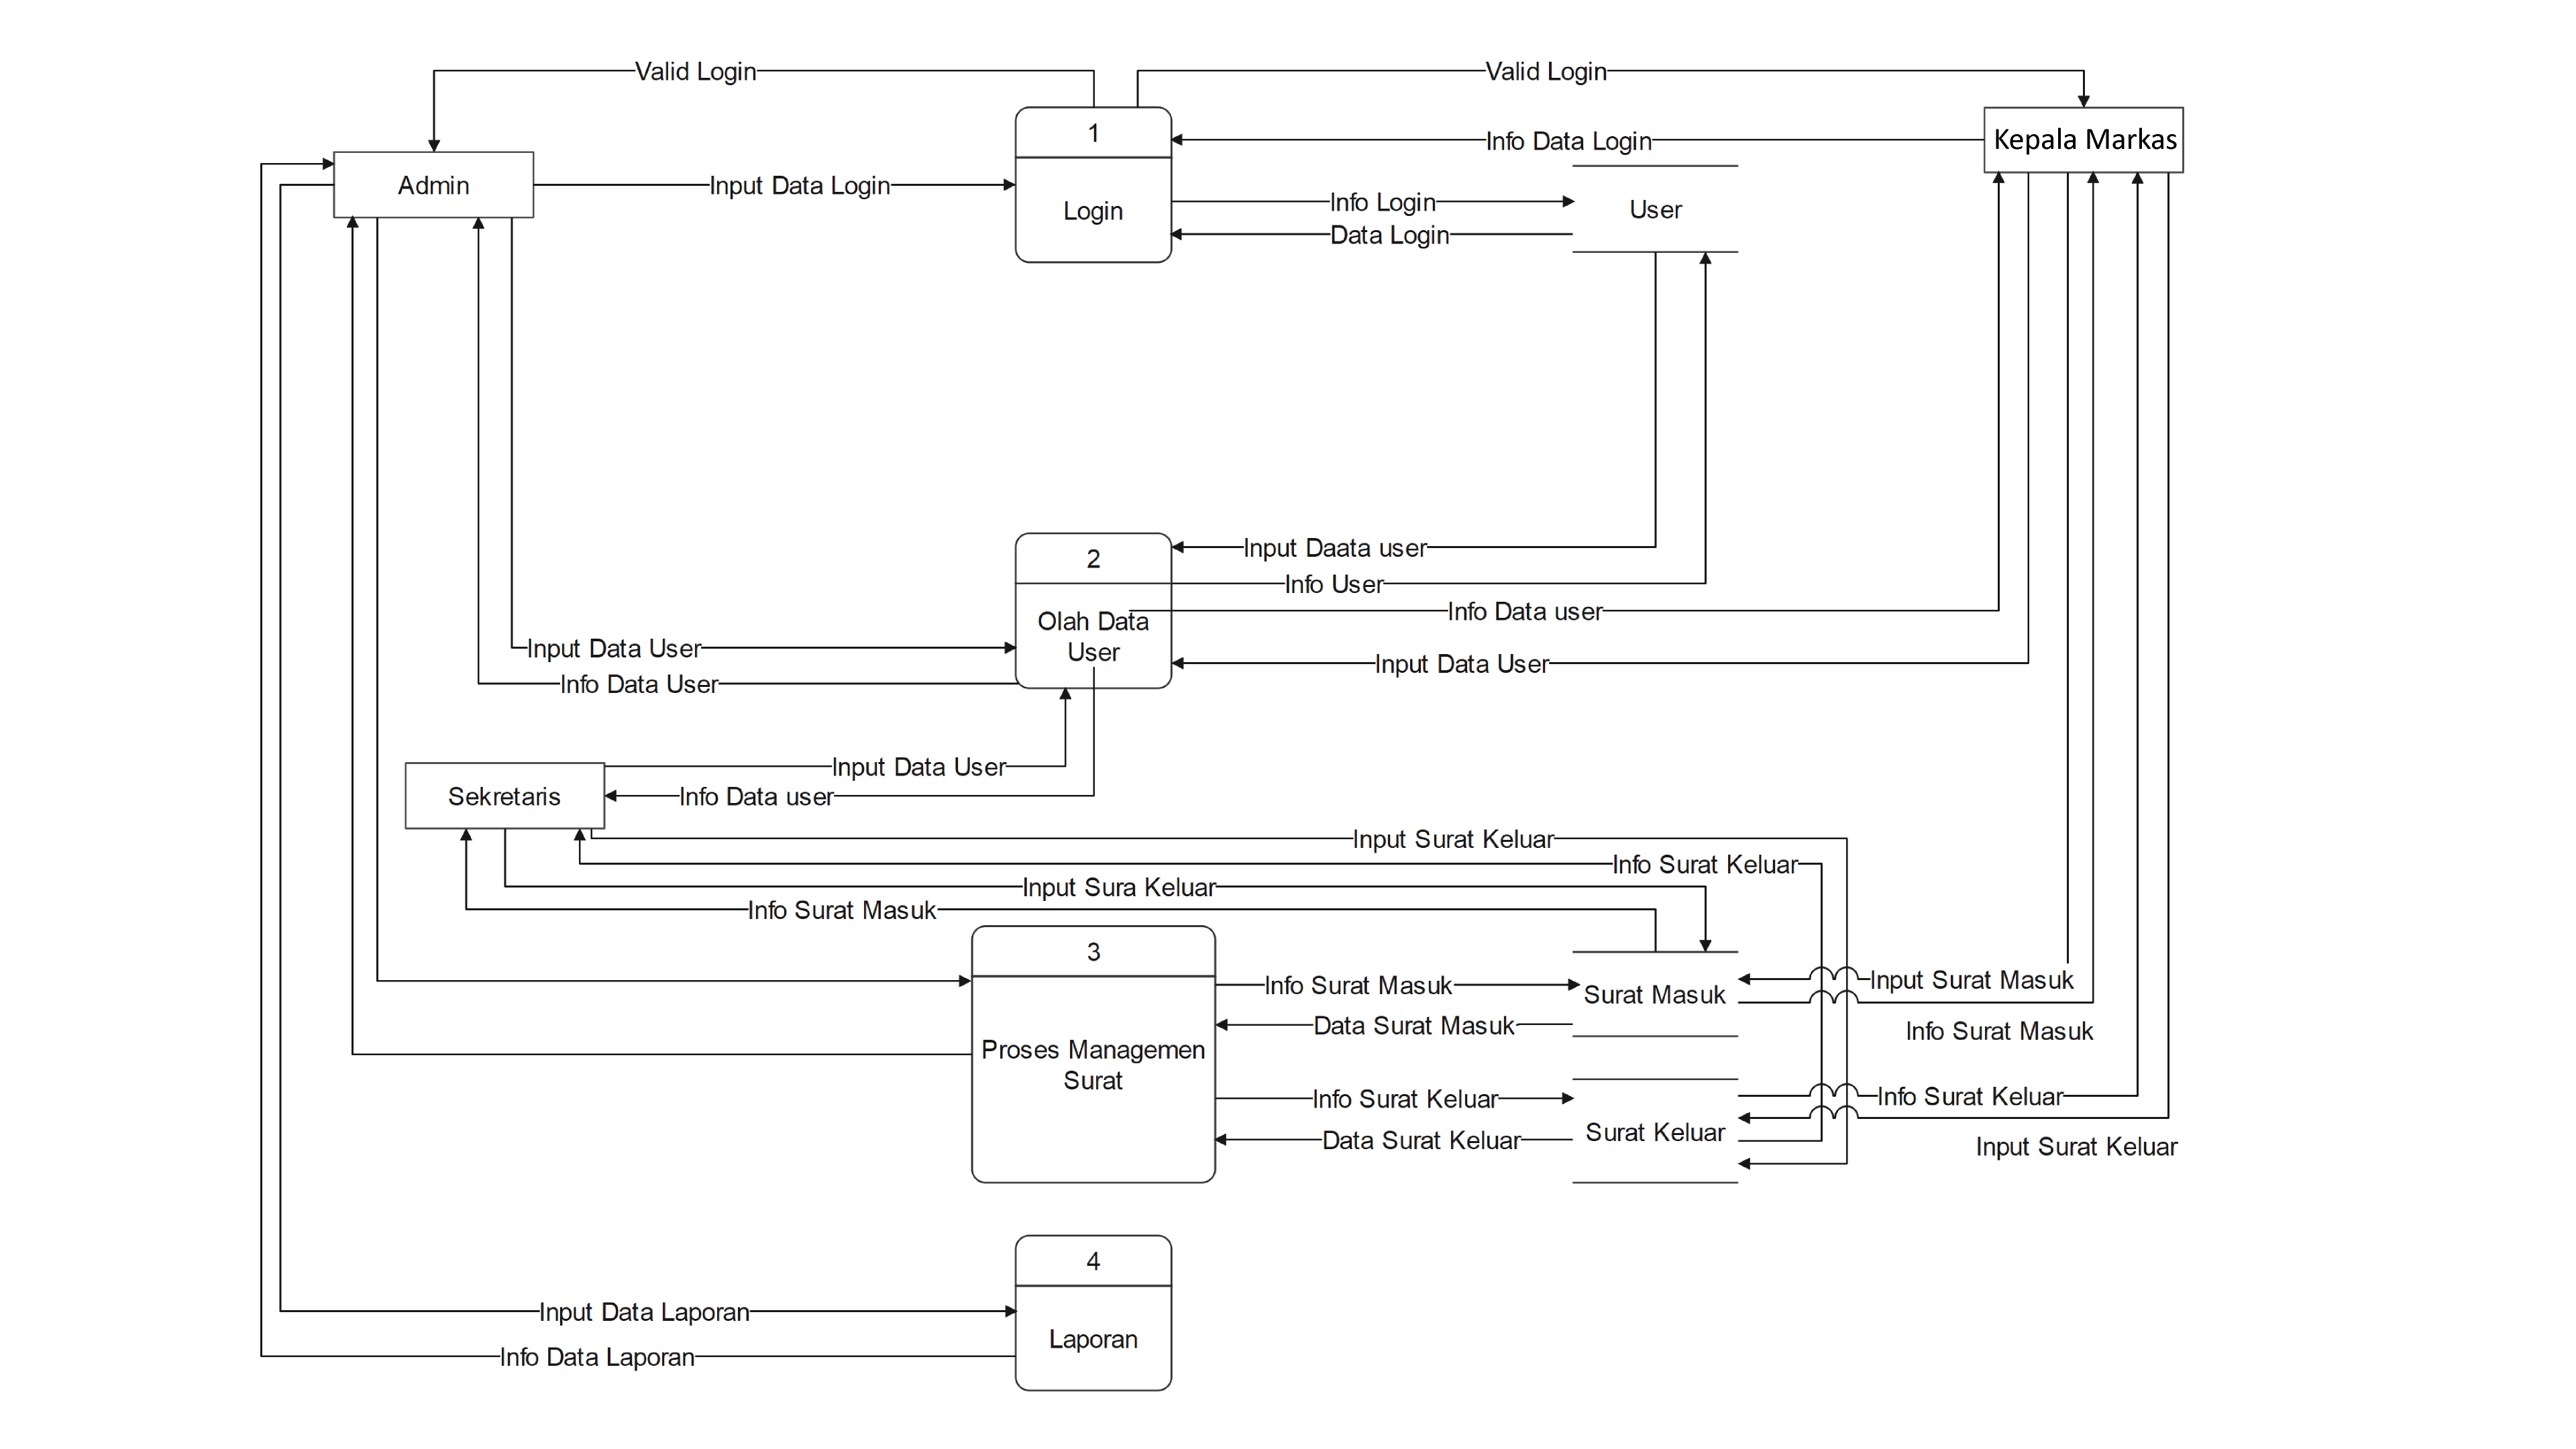 Valid Login
Valid Login
1
Kepala Markas
Info Data Login
Admin
Input Data Login
Login
Info Login
User
Data Login
Input Daata user
2
Info User
Info Data user
Olah Data
User
Input Data User
Input Data User
Info Data User
Input Data User
Sekretaris
Info Data user
Input Surat Keluar
Info Surat Keluar
Input Sura Keluar
Info Surat Masuk
3
Info Surat Masuk
Surat Masuk
Input Surat Masuk
Data Surat Masuk
Info Surat Masuk
Proses Managemen
Surat
Info Surat Keluar
Info Surat Keluar
Surat Keluar
Data Surat Keluar
Input Surat Keluar
4
Input Data Laporan
Laporan
Info Data Laporan